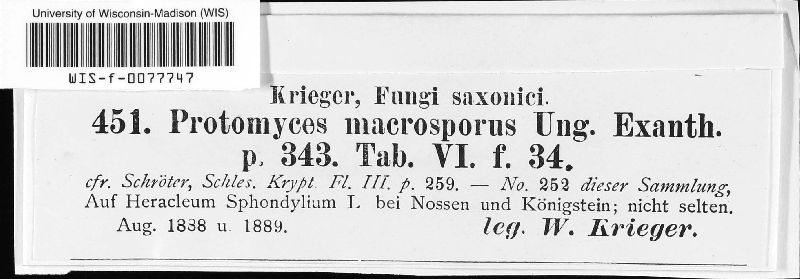 University of Wisconsin-Madison (WIS)
WIS-f-0077747
Krieger, Fungi saxonici.
451. Protomyces macrosporus Ung. Exanth.
p. 343. Tab. VI. f. 34.
cfr. Schröter, Schles. Krypt. Fl. III. p. 259. — No. 252 dieser Sammlung,
Auf Heracleum Sphondylium L. bei Nossen und Königstein; nicht selten.
Aug. 1888 u. 1889. leg. W. Krieger.